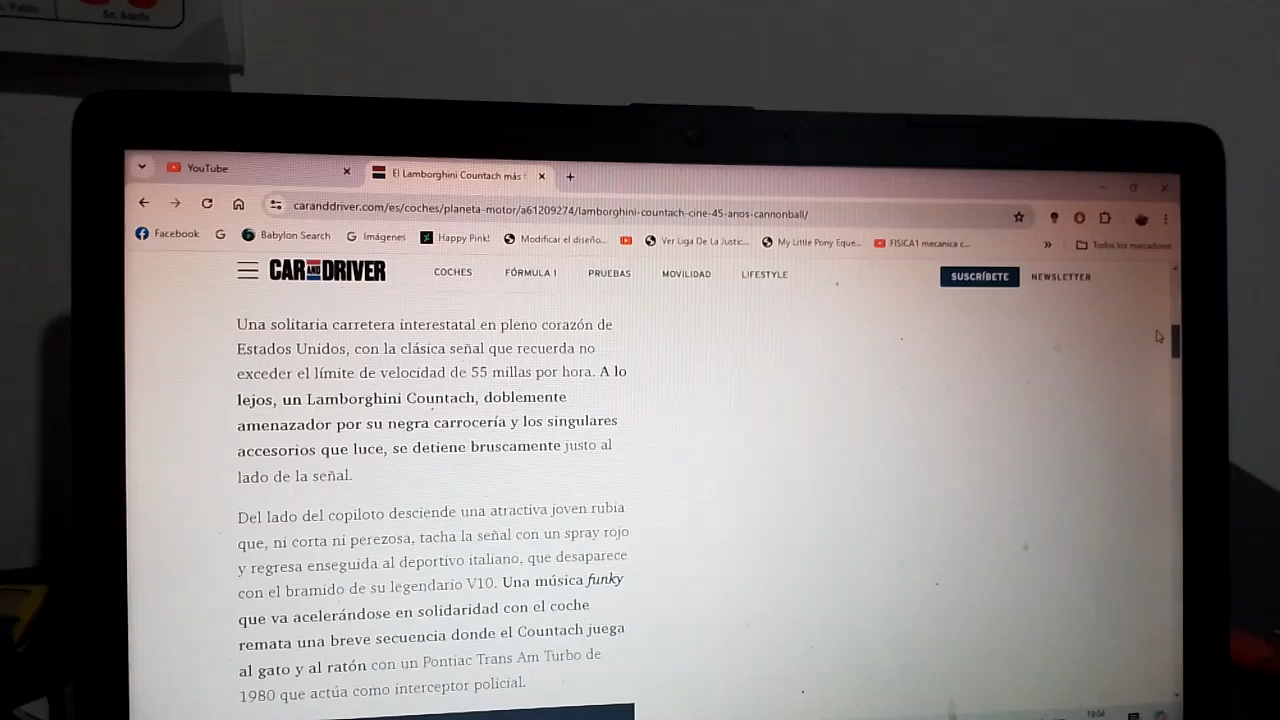 Sn. Adolfo
YouTube
El Lamborghini Countach más f
caranddriver.com/es/coches/planeta-motor/a61209274/lamborghini-countach-cine-45-anos-cannonball/
Facebook
Babylon Search
Imágenes
Happy Pink!
Modificar el diseño...
Ver Liga De La Justic...
My Little Pony Eque...
FISICA1 mecanica c...
»
Todos los marcadores
CAR AND DRIVER
COCHES
FÓRMULA 1
PRUEBAS
MOVILIDAD
LIFESTYLE
SUSCRÍBETE
NEWSLETTER
Una solitaria carretera interestatal en pleno corazón de
Estados Unidos, con la clásica señal que recuerda no
exceder el límite de velocidad de 55 millas por hora. A lo
lejos, un Lamborghini Countach, doblemente
amenazador por su negra carrocería y los singulares
accesorios que luce, se detiene bruscamente justo al
lado de la señal.
Del lado del copiloto desciende una atractiva joven rubia
que, ni corta ni perezosa, tacha la señal con un spray rojo
y regresa enseguida al deportivo italiano, que desaparece
con el bramido de su legendario V10. Una música funky
que va acelerándose en solidaridad con el coche
remata una breve secuencia donde el Countach juega
al gato y al ratón con un Pontiac Trans Am Turbo de
1980 que actúa como interceptor policial.
19:04